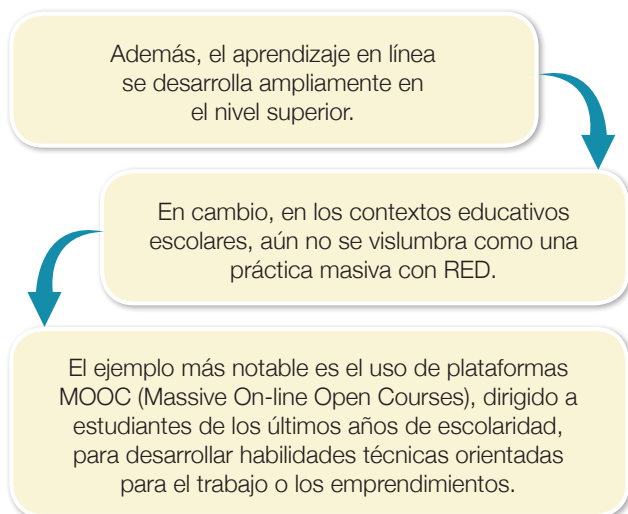 Además, el aprendizaje en línea
se desarrolla ampliamente en
el nivel superior.
En cambio, en los contextos educativos
escolares, aún no se vislumbra como una
práctica masiva con RED.
El ejemplo más notable es el uso de plataformas
MOOC (Massive On-line Open Courses), dirigido a
estudiantes de los últimos años de escolaridad,
para desarrollar habilidades técnicas orientadas
para el trabajo o los emprendimientos.